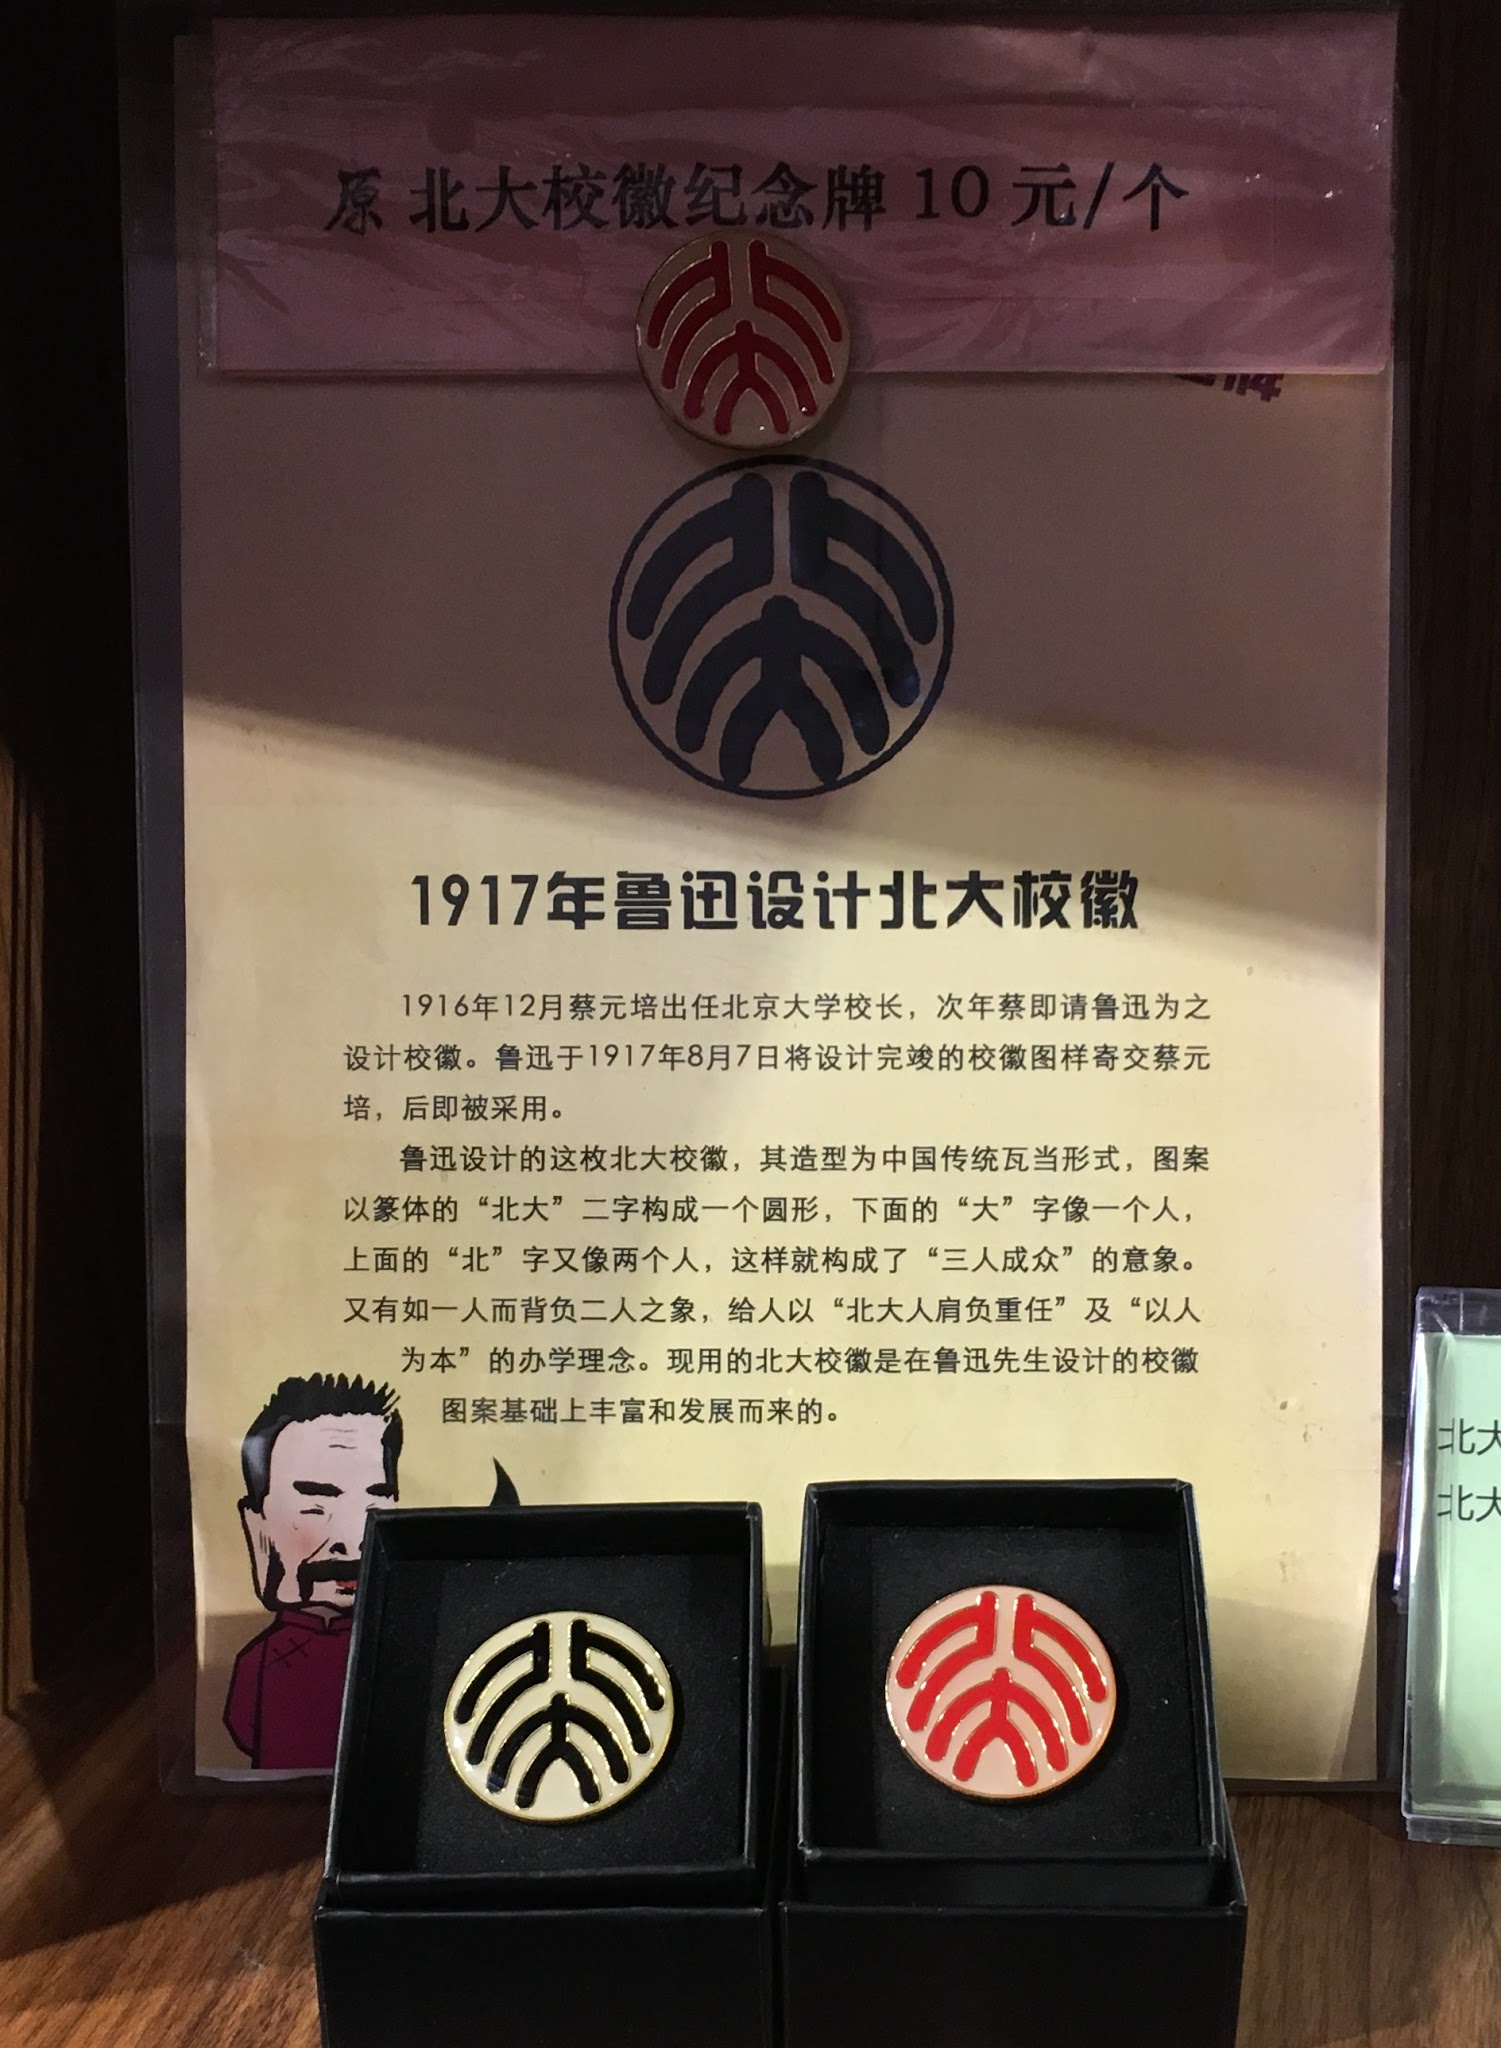 原 北大校徽纪念牌 10 元/个
1917年鲁迅设计北大校徽
1916年12月蔡元培出任北京大学校长，次年蔡即请鲁迅为之
设计校徽。鲁迅于1917年8月7日将设计完竣的校徽图样寄交蔡元
培，后即被采用。
鲁迅设计的这枚北大校徽，其造型为中国传统瓦当形式，图案
以篆体的“北大”二字构成一个圆形，下面的“大”字像一个人，
上面的“北”字又像两个人，这样就构成了“三人成众”的意象。
又有如一人而背负二人之象，给人以“北大人肩负重任”及“以人
为本”的办学理念。现用的北大校徽是在鲁迅先生设计的校徽
图案基础上丰富和发展而来的。
北大
北大